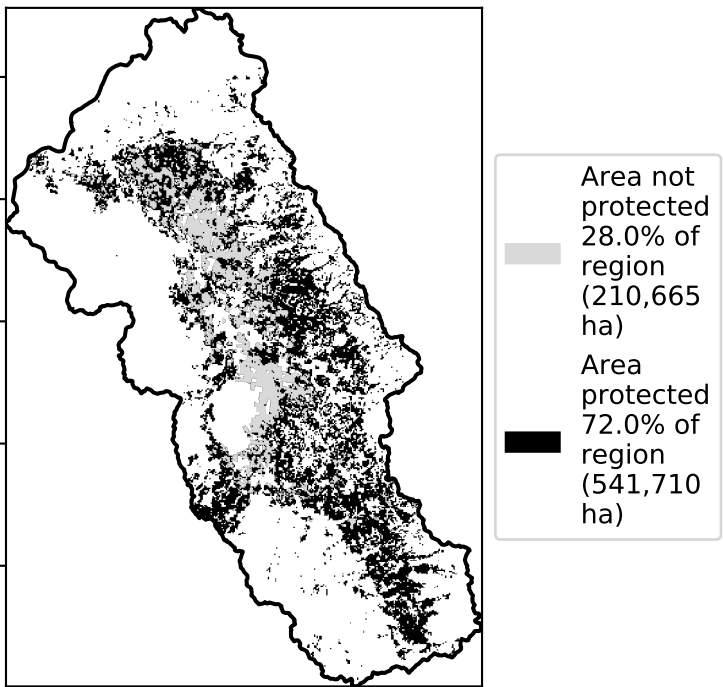 Area not
protected
28.0% of
region
(210,665
ha)
Area
protected
72.0% of
region
(541,710
ha)